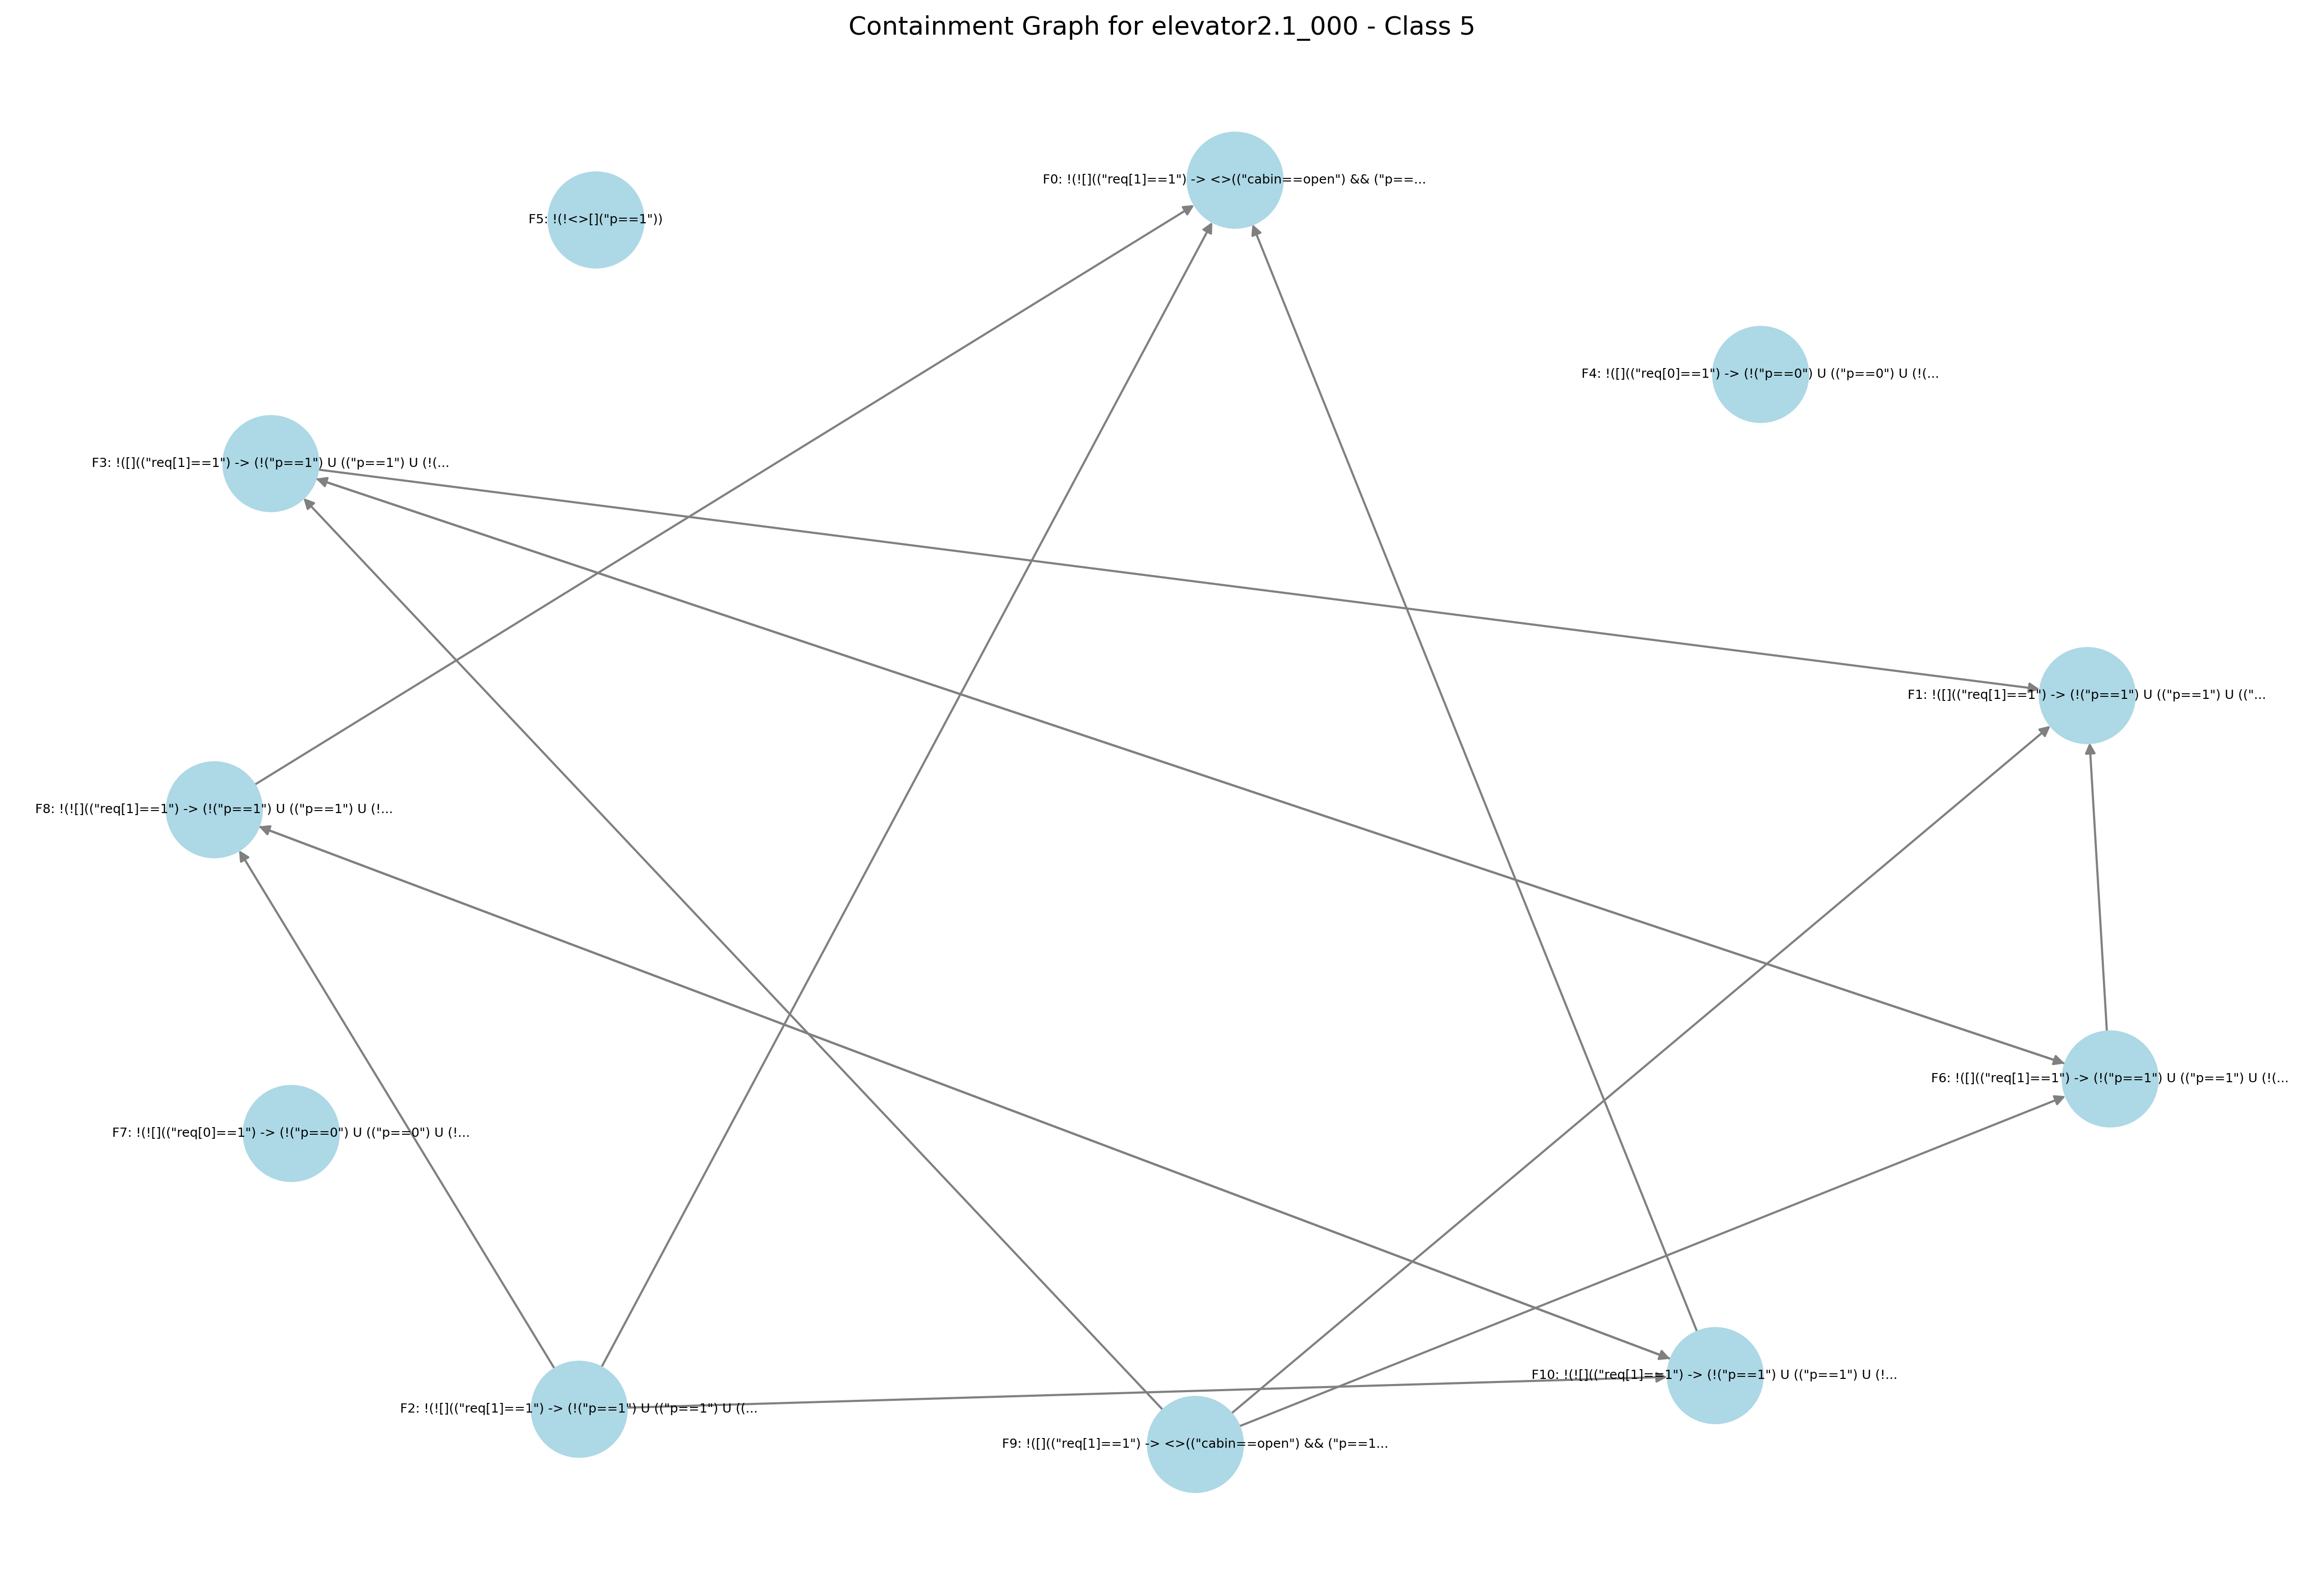 Containment Graph for elevator2.1_000 - Class 5
F0: !(![](("req[1]==1") -> <>(("cabin==open") && ("p==...
F5: !(!<>[]("p==1"))
F4: !([](("req[0]==1") -> (!("p==0") U (("p==0") U (!(...
F3: !([](("req[1]==1") -> (!("p==1") U (("p==1") U (!(...
F1: !([](("req[1]==1") -> (!("p==1") U (("p==1") U (("...
F8: !(![](("req[1]==1") -> (!("p==1") U (("p==1") U (!...
F6: !([](("req[1]==1") -> (!("p==1") U (("p==1") U (!(...
F7: !(![](("req[0]==1") -> (!("p==0") U (("p==0") U (!...
F10: !(![](("req[1]==1") -> (!("p==1") U (("p==1") U (!...
F2: !(![](("req[1]==1") -> (!("p==1") U (("p==1") U ((...
F9: !([](("req[1]==1") -> <>(("cabin==open") && ("p==1...